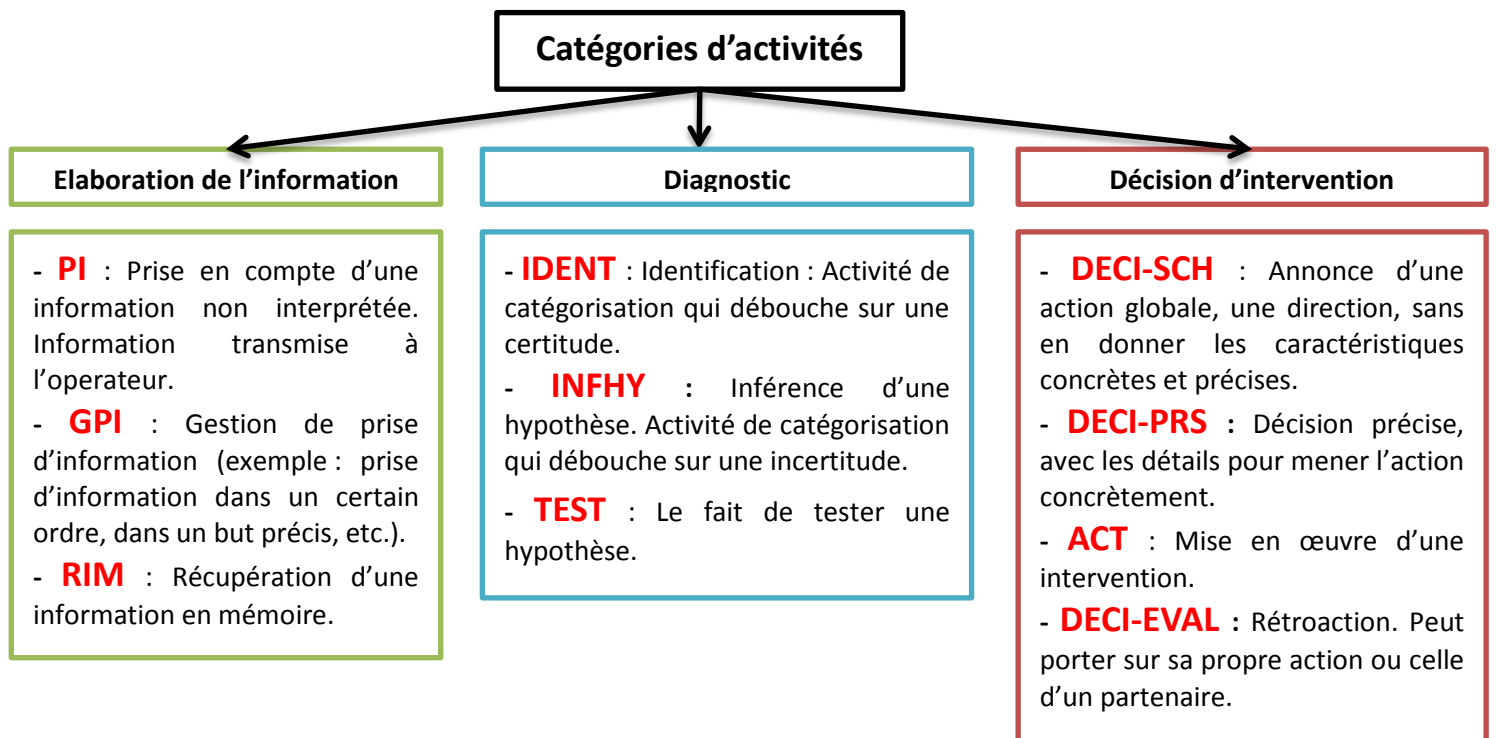 Catégories d’activités
Elaboration de l’information
- PI : Prise en compte d’une
information non interprétée.
Information transmise à
l’operateur.
- GPI : Gestion de prise
d’information (exemple : prise
d’information dans un certain
ordre, dans un but précis, etc.).
- RIM : Récupération d’une
information en mémoire.
Diagnostic
- IDENT : Identification : Activité de
catégorisation qui débouche sur une
certitude.
- INFHY : Inférence d’une
hypothèse. Activité de catégorisation
qui débouche sur une incertitude.
- TEST : Le fait de tester une
hypothèse.
Décision d’intervention
- DECI-SCH : Annonce d’une
action globale, une direction, sans
en donner les caractéristiques
concrètes et précises.
- DECI-PRS : Décision précise,
avec les détails pour mener l’action
concrètement.
- ACT : Mise en œuvre d’une
intervention.
- DECI-EVAL : Rétroaction. Peut
porter sur sa propre action ou celle
d’un partenaire.